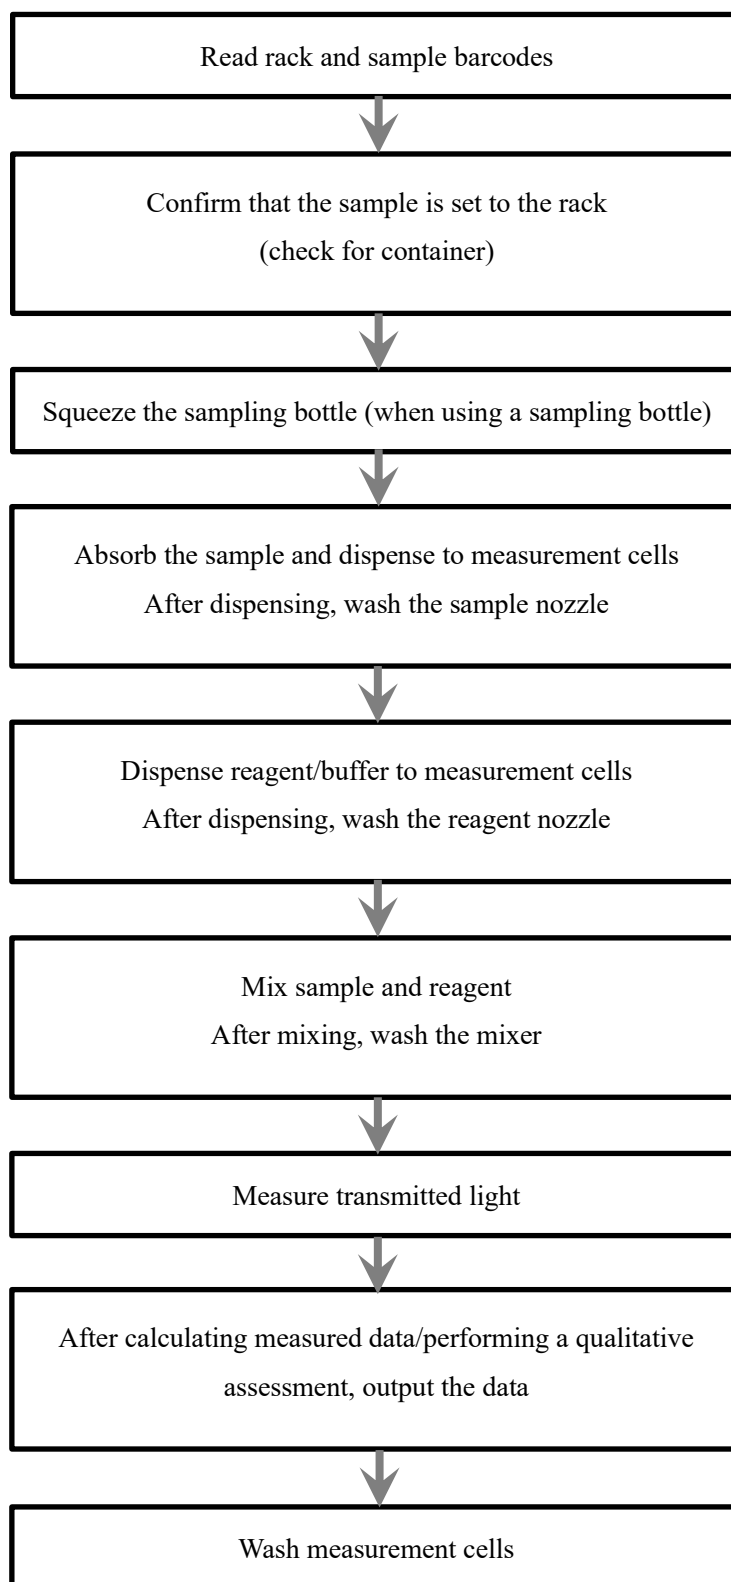 Read rack and sample barcodes
Confirm that the sample is set to the rack
(check for container)
Squeeze the sampling bottle (when using a sampling bottle)
Absorb the sample and dispense to measurement cells
After dispensing, wash the sample nozzle
Dispense reagent/buffer to measurement cells
After dispensing, wash the reagent nozzle
Mix sample and reagent
After mixing, wash the mixer
Measure transmitted light
After calculating measured data/performing a qualitative
assessment, output the data
Wash measurement cells